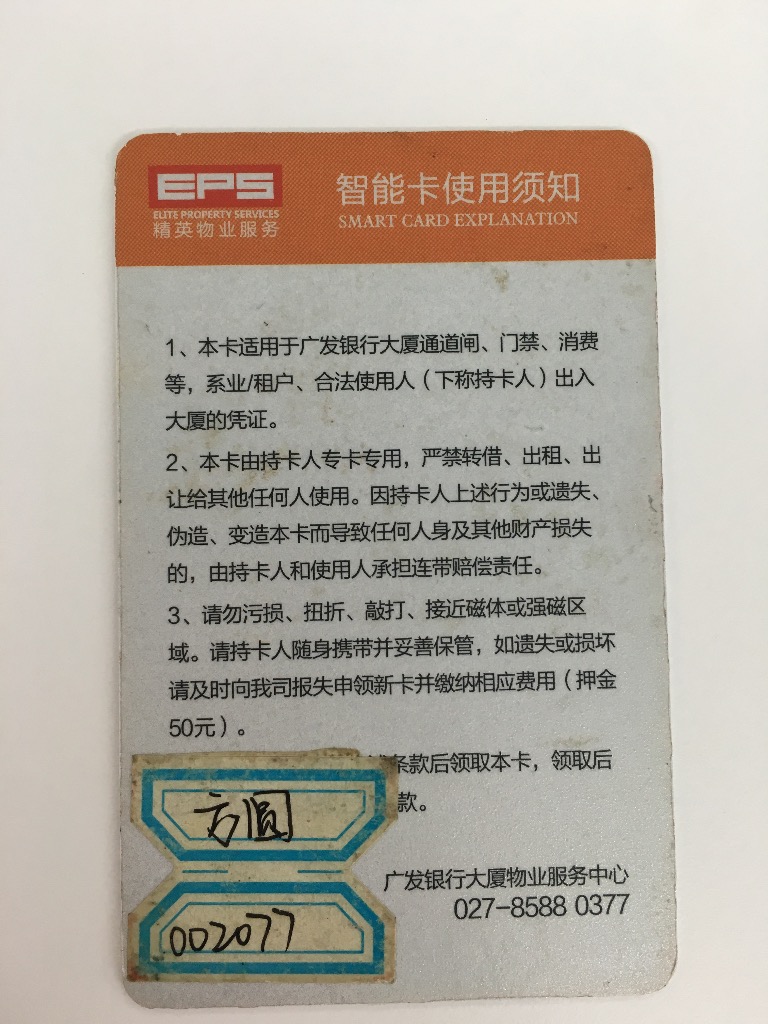 EPS
ELITE PROPERTY SERVICES
精英物业服务
智能卡使用须知
SMART CARD EXPLANATION
1、本卡适用于广发银行大厦通道闸、门禁、消费
等，系业/租户、合法使用人（下称持卡人）出入
大厦的凭证。
2、本卡由持卡人专卡专用，严禁转借、出租、出
让给其他任何人使用。因持卡人上述行为或遗失、
伪造、变造本卡而导致任何人身及其他财产损失
的，由持卡人和使用人承担连带赔偿责任。
3、请勿污损、扭折、敲打、接近磁体或强磁区
域。请持卡人随身携带并妥善保管，如遗失或损坏
请及时向我司报失申领新卡并缴纳相应费用（押金
50元）。
条款后领取本卡，领取后
款。
方圆
002077
广发银行大厦物业服务中心
027-8588 0377